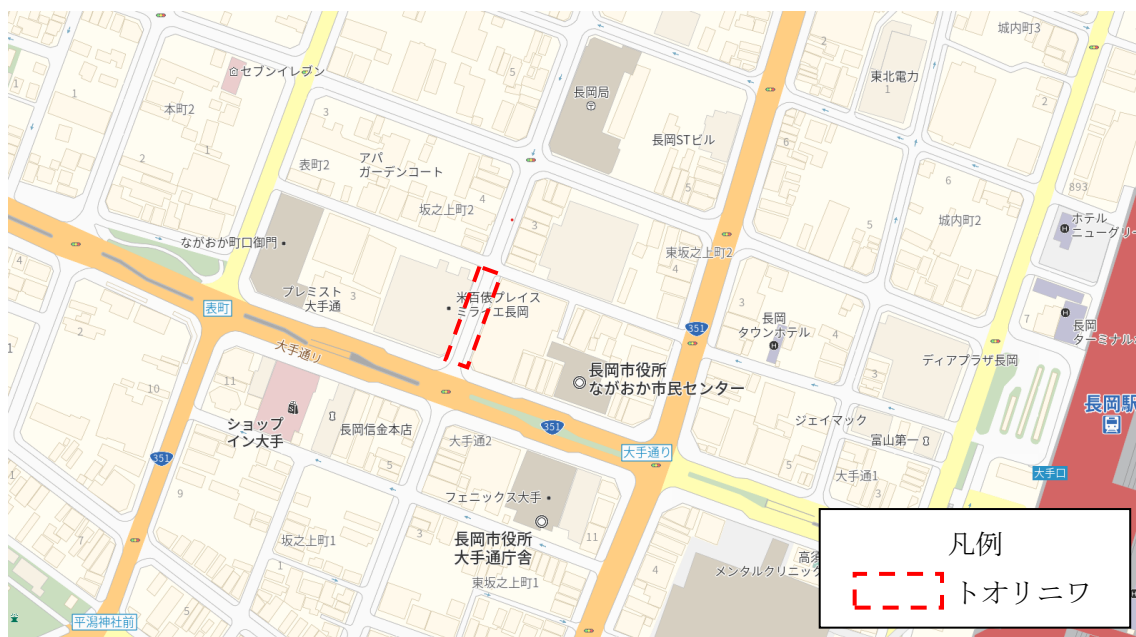 城内町3
2
5
セブンイレブン
1
1
東北電力
1
長岡局
本町2
2
3
長岡STビル
6
2
1
アパ
ガーデンコート
表町2
5
893
6
4
坂之上町2
城内町2
ホテル
ニューグリー
3
5
ながおか町口御門
東坂之上町2
4
4
プレミスト
大手通
3
米百俵プレイス
ミライエ長岡
3
長岡
タウンホテル
4
7
表町
351
長岡
ターミナルホ
2
1
大手通り
ディアプラザ長岡
長岡市役所
ながおか市民センター
10
11
長岡駅
ショップ
イン大手
長岡信金本店
351
ジェイマック
大手通2
富山第一
351
大手通り
11
5
5
大手口
大手通1
9
フェニックス大手
3
7
坂之上町1
3
長岡市役所
大手通庁舎
11
凡例
高須
メンタルクリニック
1
4
東坂之上町1
トオリニワ
5
平潟神社前